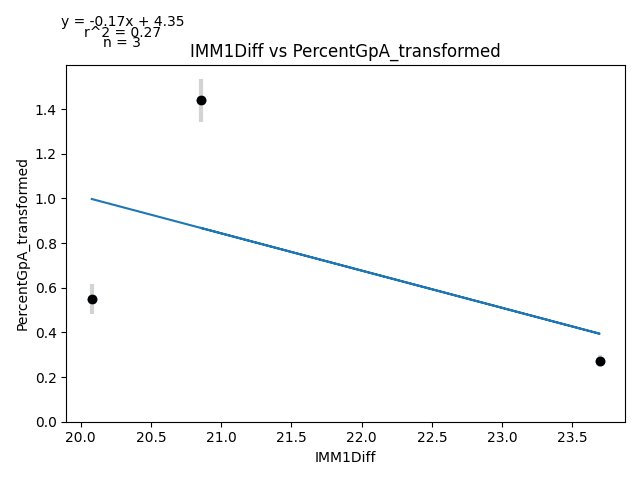 y = -0.17x + 4.35
r^2 = 0.27
n = 3
IMM1Diff vs PercentGpA_transformed
1.4
1.2
1.0
0.8
0.6
0.4
0.2
0.0
PercentGpA_transformed
20.0 20.5 21.0 21.5 22.0 22.5 23.0 23.5
IMM1Diff